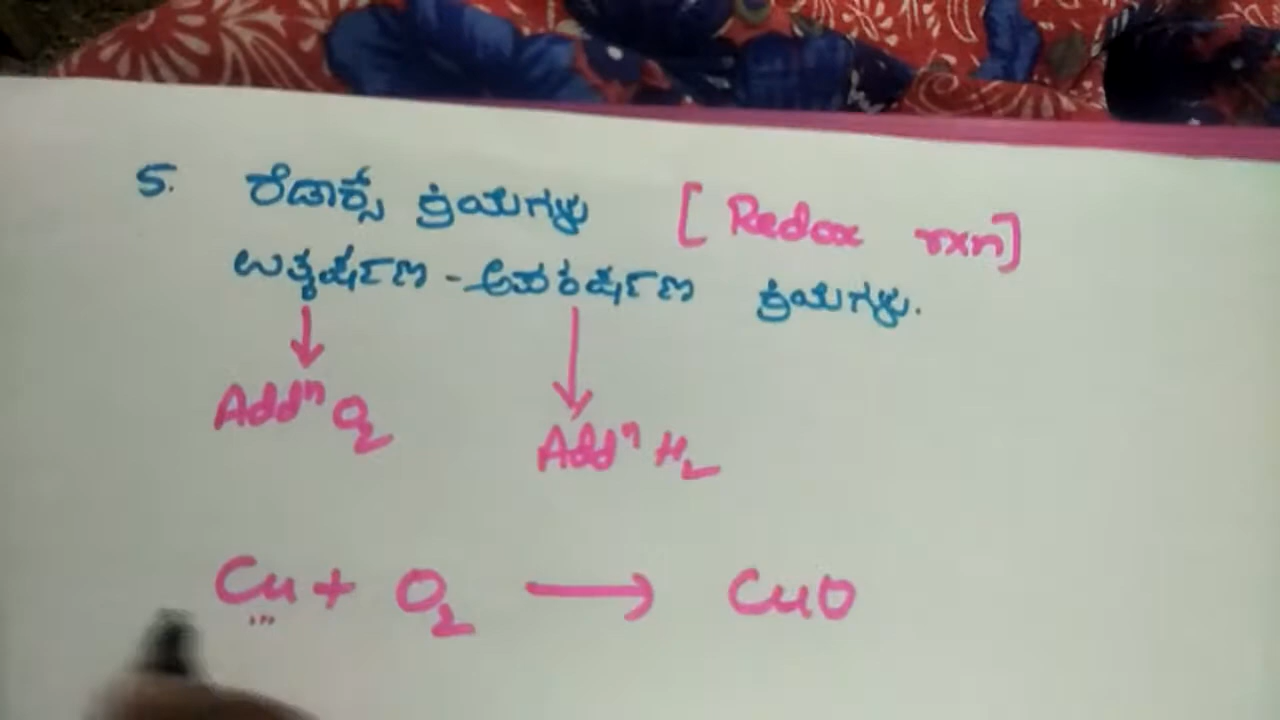 5. ರೆಡಾಕ್ಸ್ ಕ್ರಿಯೆಗಳು [Redox rxn]
ಉತ್ಕರ್ಷಣ - ಅಪಕರ್ಷಣ ಕ್ರಿಯೆಗಳು.
Addⁿ O₂
Addⁿ H₂
Cu + O₂ → CuO